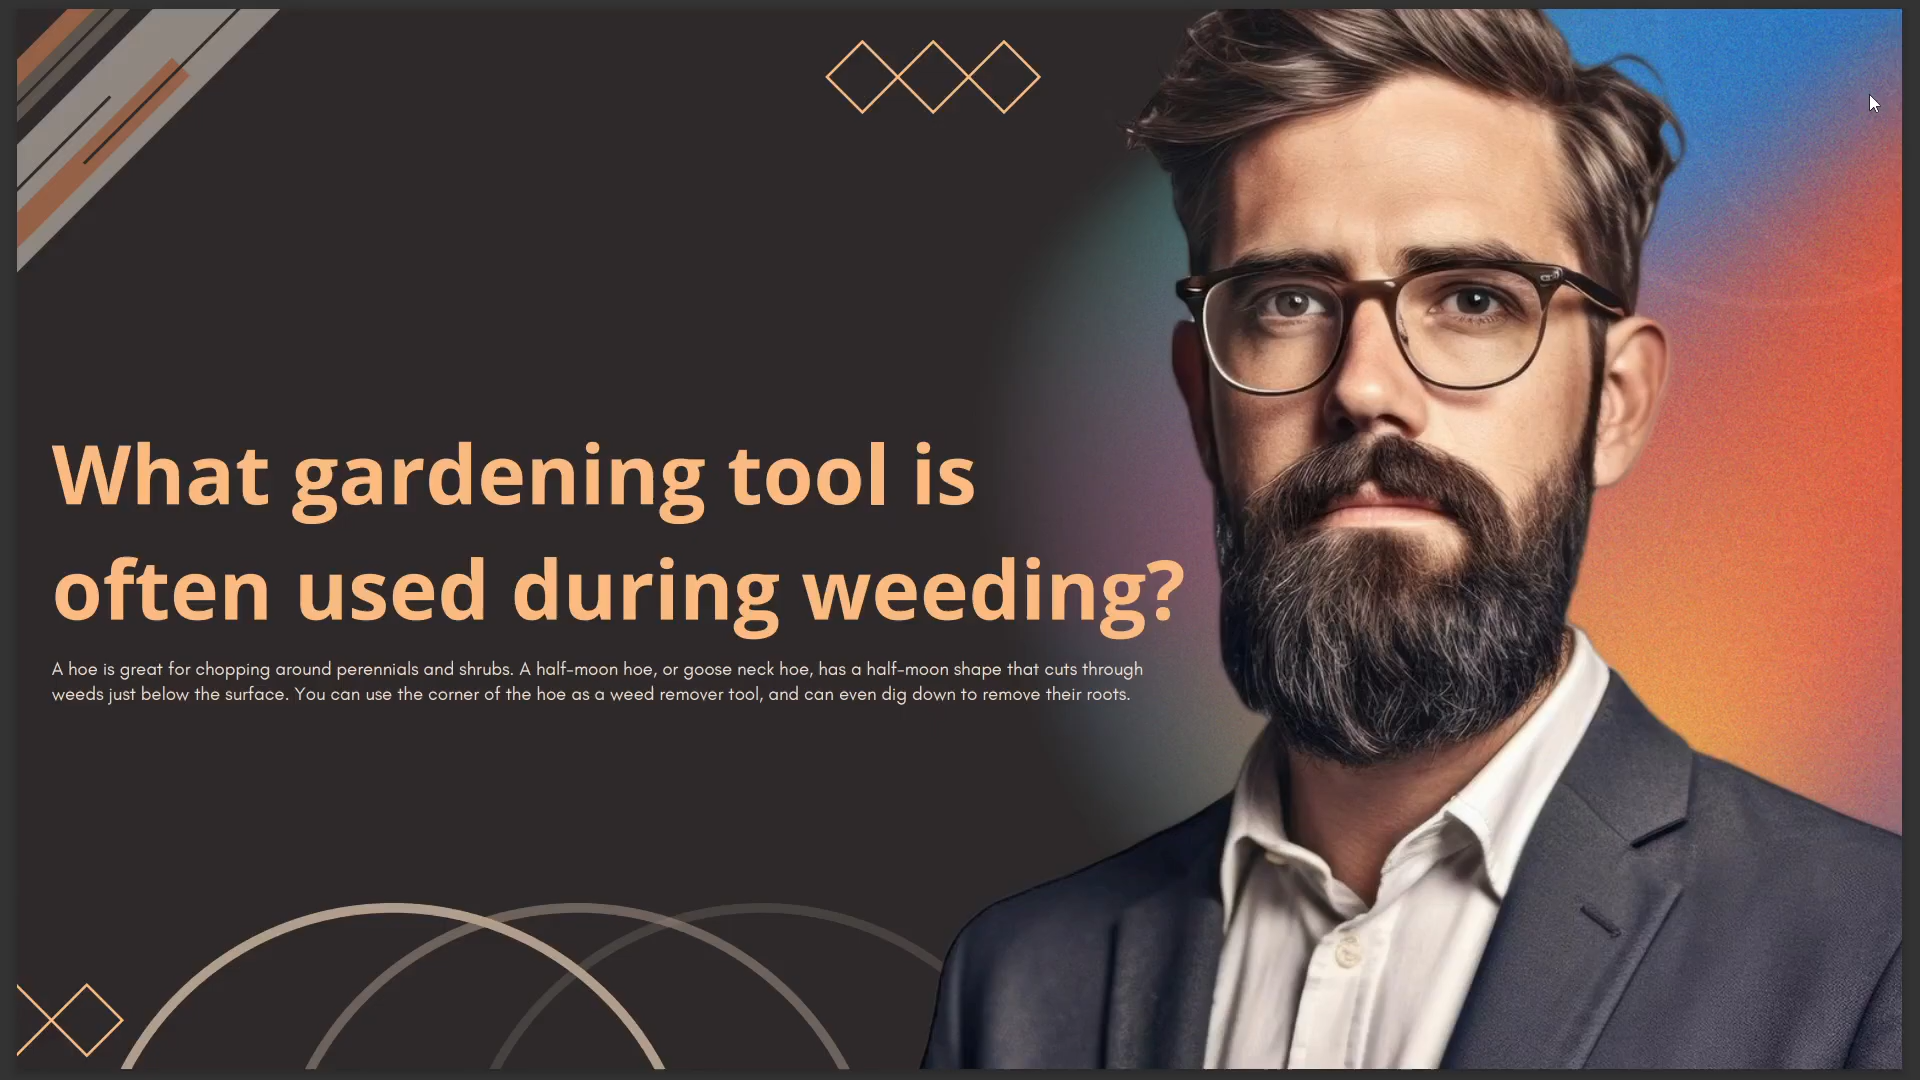 What gardening tool is
often used during weeding?
A hoe is great for chopping around perennials and shrubs. A half-moon hoe, or goose neck hoe, has a half-moon shape that cuts through
weeds just below the surface. You can use the corner of the hoe as a weed remover tool, and can even dig down to remove their roots.